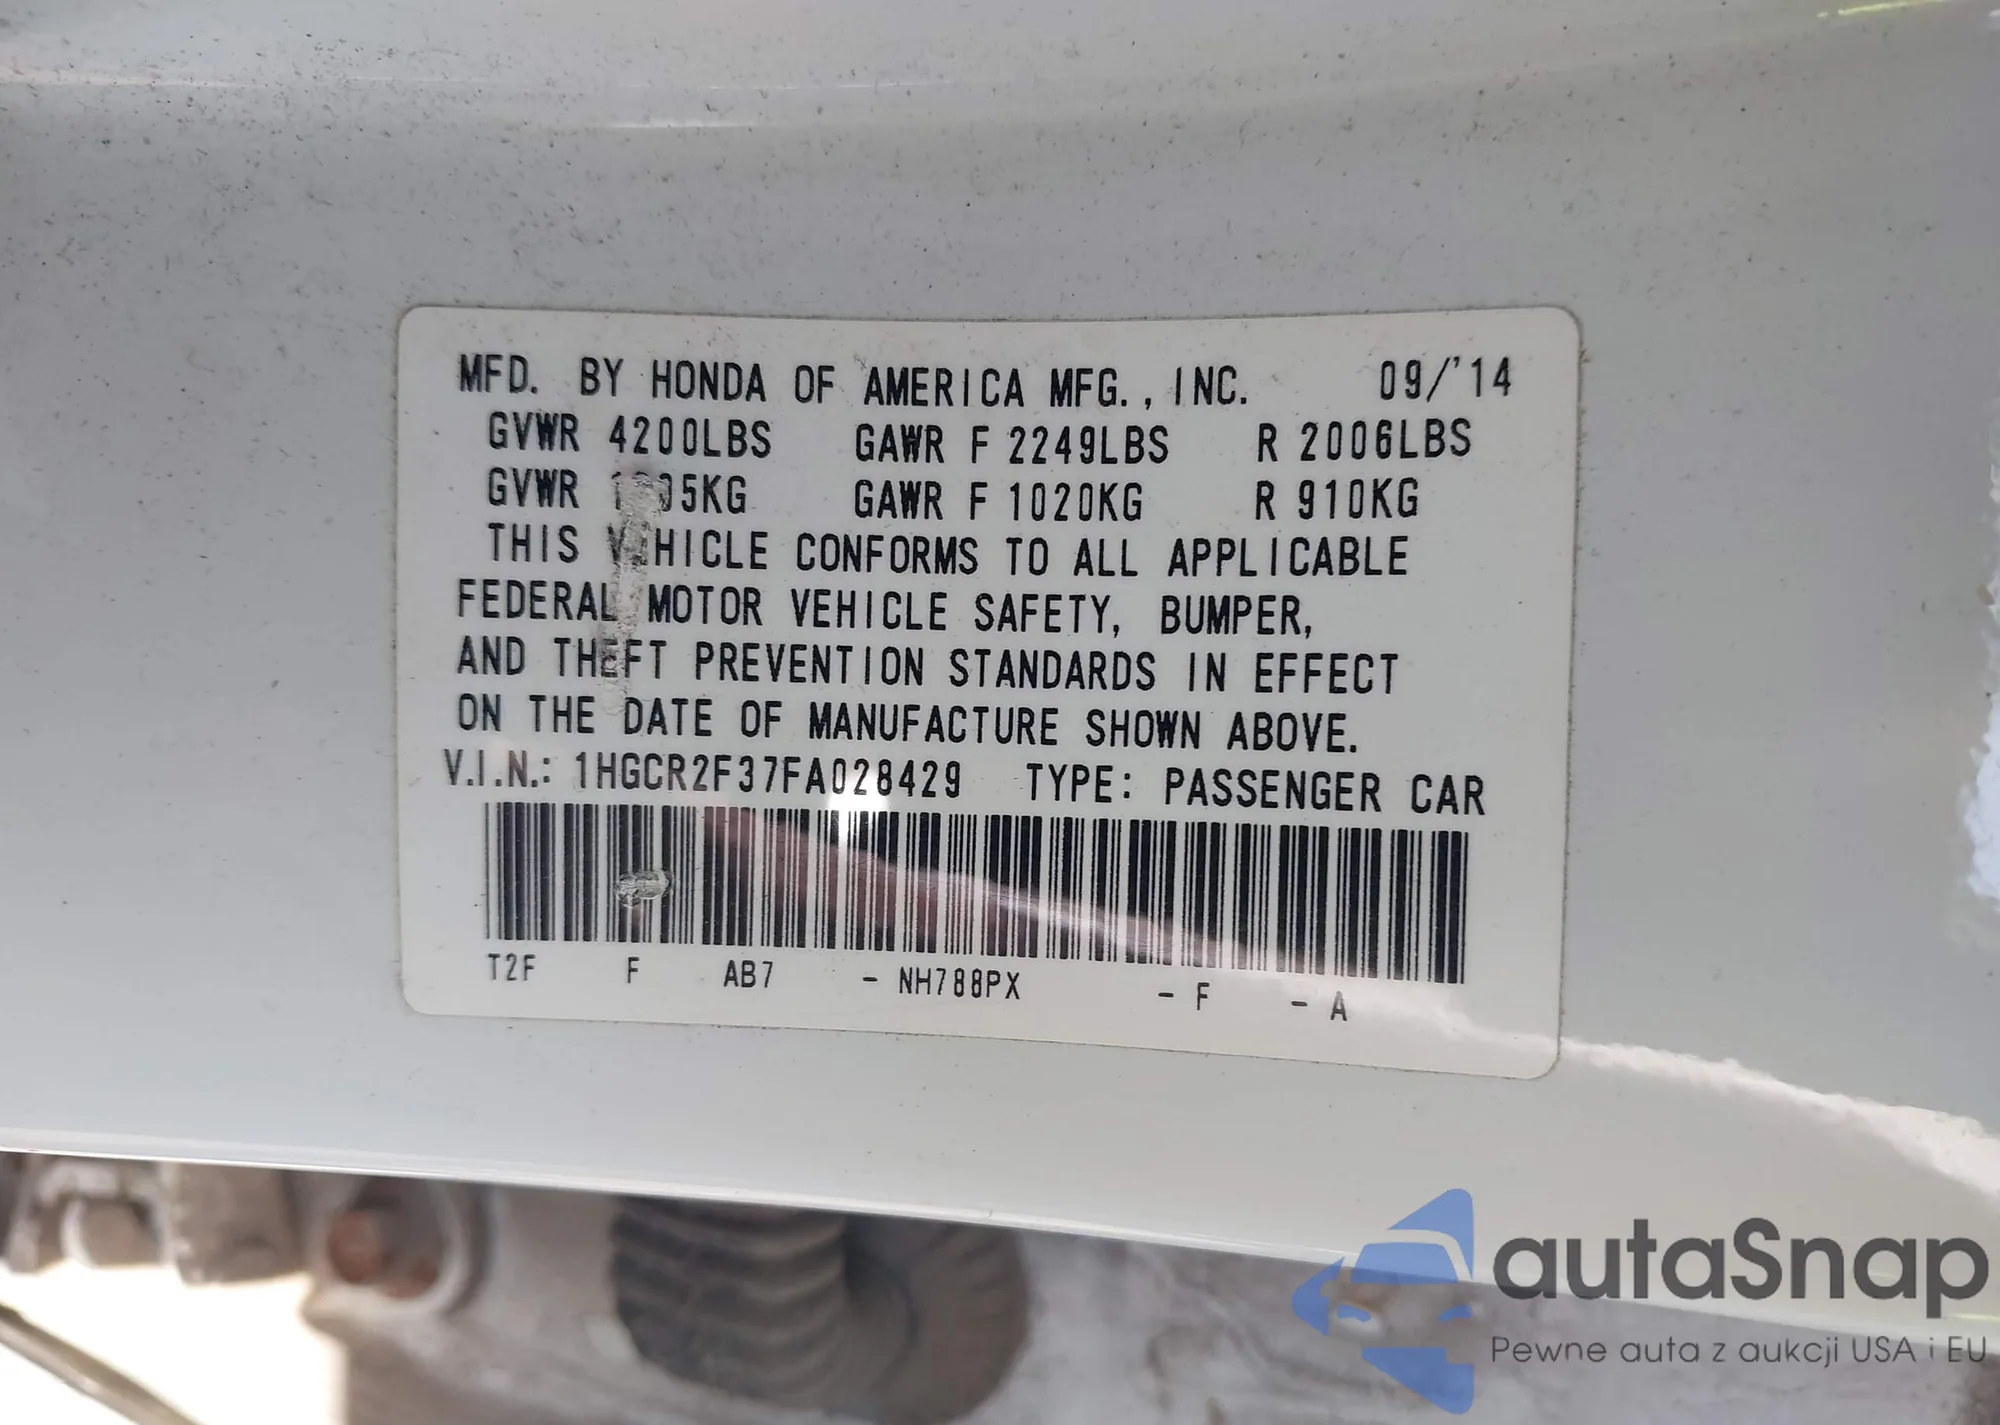 MFD. BY HONDA OF AMERICA MFG., INC. 09/'14
GVWR 4200LBS GAWR F 2249LBS R 2006LBS
GVWR GAWR F 1020KG R 910KG
THIS VEHICLE CONFORMS TO ALL APPLICABLE
FEDERAL MOTOR VEHICLE SAFETY, BUMPER,
AND THEFT PREVENTION STANDARDS IN EFFECT
ON THE DATE OF MANUFACTURE SHOWN ABOVE.
V.I.N.: 1HGCR2F37FA028429 TYPE: PASSENGER CAR
T2F F AB7 - NH788PX - F - A
autaSnap
Pewne auta z aukcji USA i EU